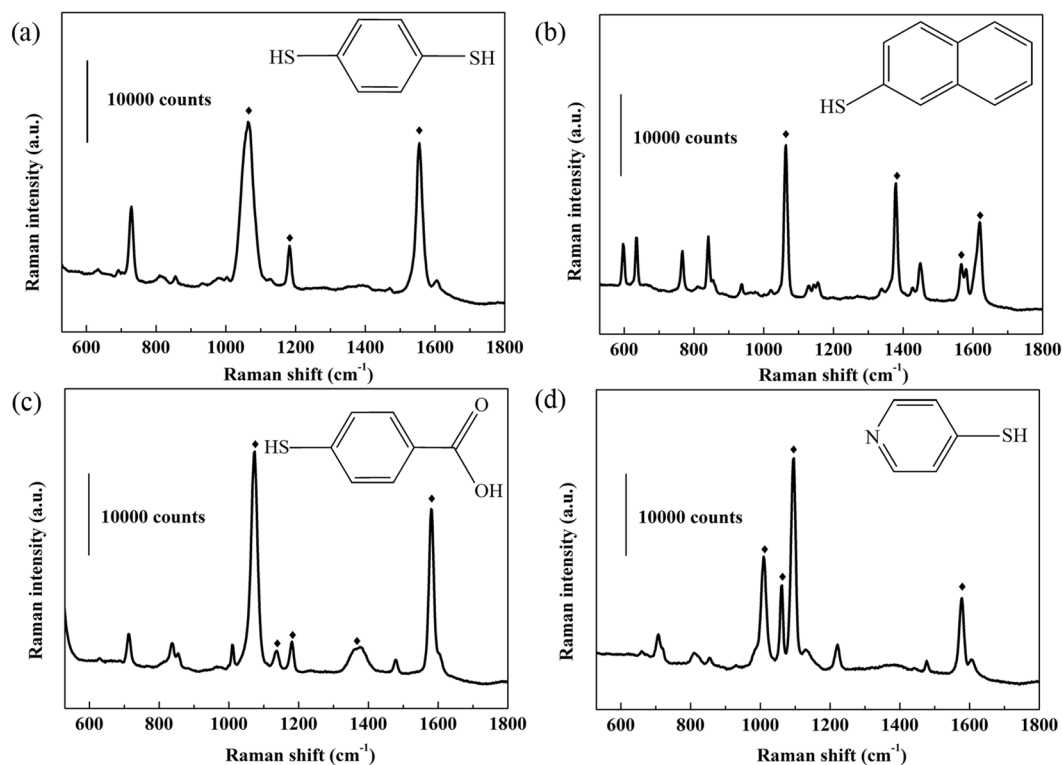 (a)
HS
SH
10000 counts
Raman intensity (a.u.)
600 800 1000 1200 1400 1600 1800
Raman shift (cm⁻¹)
(b)
HS
10000 counts
Raman intensity (a.u.)
600 800 1000 1200 1400 1600 1800
Raman shift (cm⁻¹)
(c)
O
HS
OH
10000 counts
Raman intensity (a.u.)
600 800 1000 1200 1400 1600 1800
Raman shift (cm⁻¹)
(d)
N
SH
10000 counts
Raman intensity (a.u.)
600 800 1000 1200 1400 1600 1800
Raman shift (cm⁻¹)